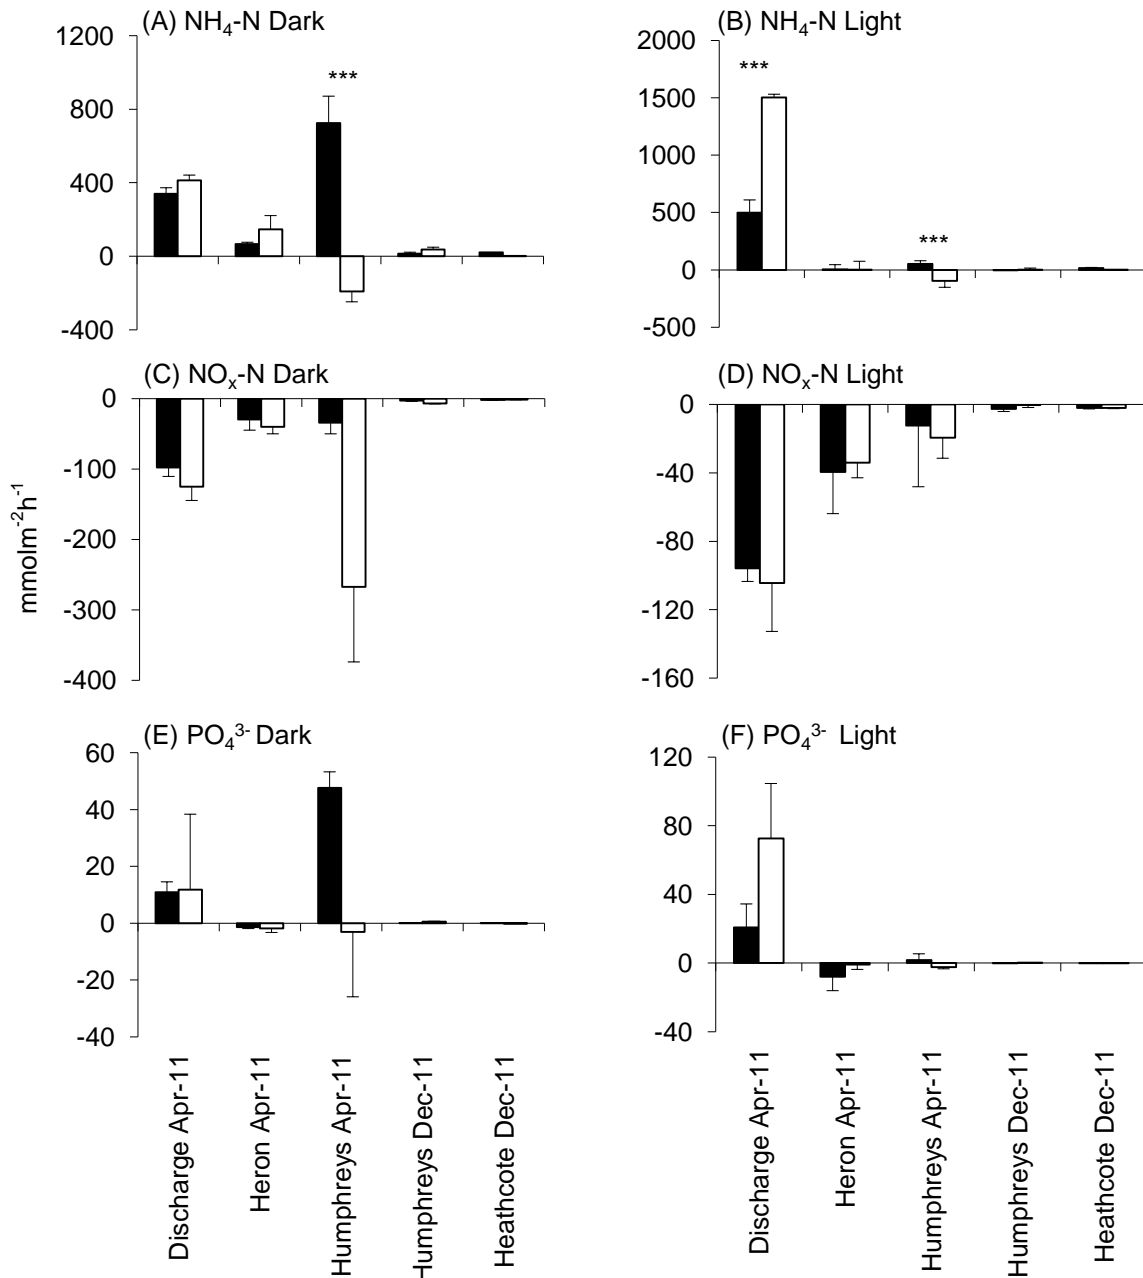 (A) NH₄-N Dark
1200
800
400
0
-400
***
(B) NH₄-N Light
2000
1500
1000
500
0
-500
***
***
(C) NOₓ-N Dark
0
-100
-200
-300
-400
(D) NOₓ-N Light
0
-40
-80
-120
-160
mmolm⁻²h⁻¹
(E) PO₄³⁻ Dark
60
40
20
0
-20
-40
(F) PO₄³⁻ Light
120
80
40
0
-40
Discharge Apr-11
Heron Apr-11
Humphreys Apr-11
Humphreys Dec-11
Heathcote Dec-11
Discharge Apr-11
Heron Apr-11
Humphreys Apr-11
Humphreys Dec-11
Heathcote Dec-11